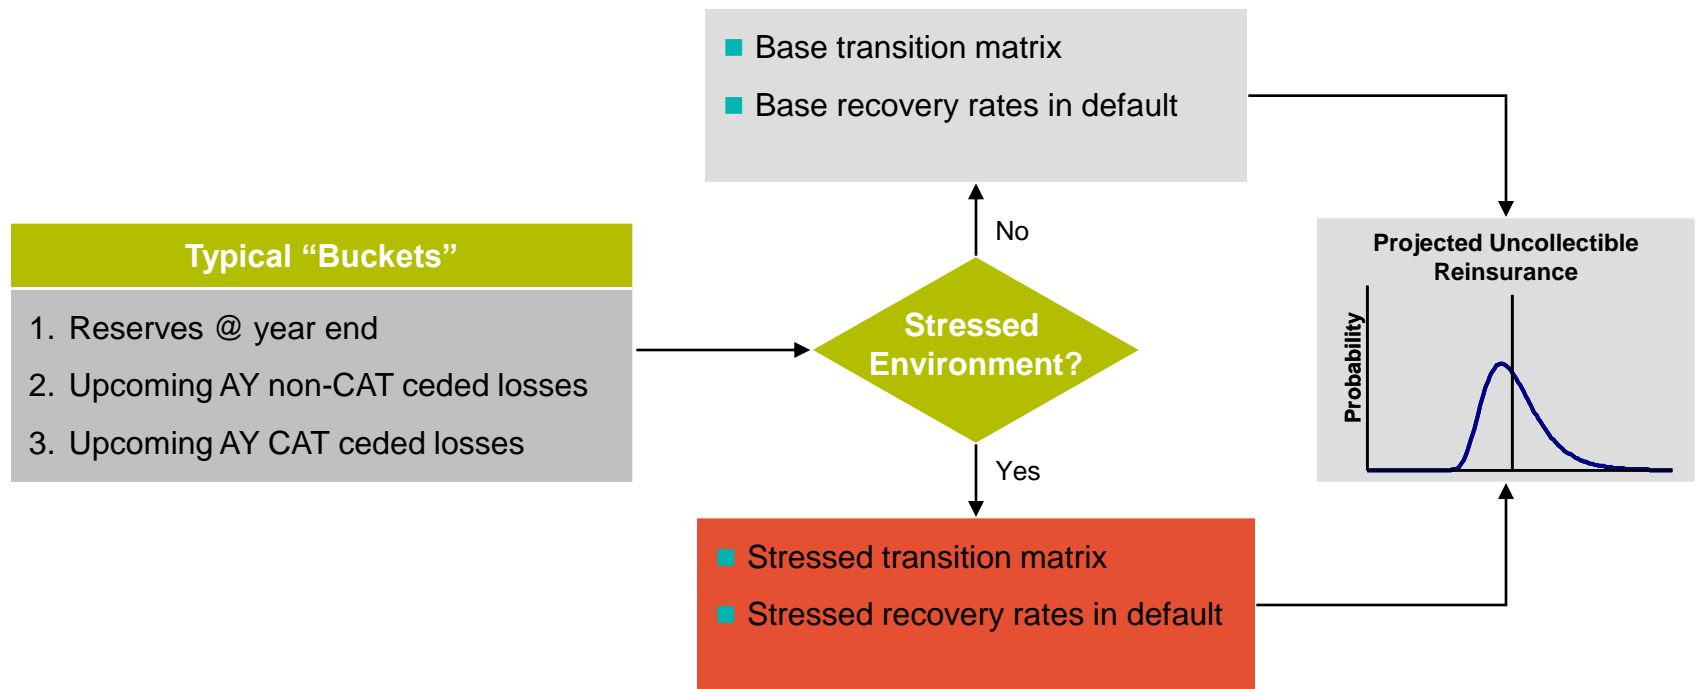 Base transition matrix
Base recovery rates in default
No
Typical “Buckets”
1. Reserves @ year end
2. Upcoming AY non-CAT ceded losses
3. Upcoming AY CAT ceded losses
Stressed
Environment?
Yes
Stressed transition matrix
Stressed recovery rates in default
Projected Uncollectible
Reinsurance
Probability